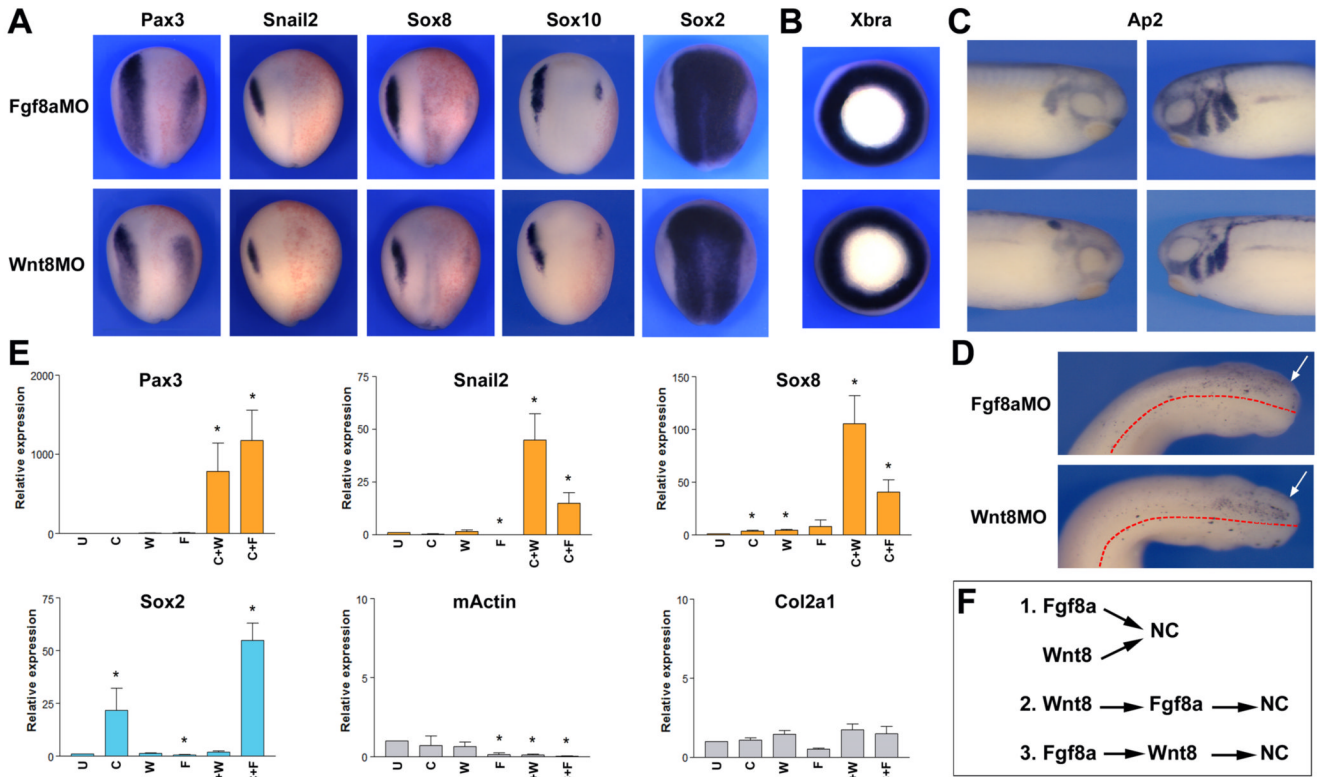 A
Pax3 Snail2 Sox8 Sox10 Sox2
B
Xbra
C
Ap2
Fgf8aMO
Wnt8MO
D
Fgf8aMO
Wnt8MO
E
Pax3
Relative expression
2000
1000
0
* *
U C W F C+W C+F
Snail2
Relative expression
75
50
25
0
* * *
U C W F C+W C+F
Sox8
Relative expression
150
100
50
0
* * * *
U C W F C+W C+F
Sox2
Relative expression
75
50
25
0
* * *
U C W F C+W C+F
mActin
Relative expression
10
5
0
* * *
U C W F C+W C+F
Col2a1
Relative expression
10
5
0
U C W F C+W C+F
F
1. Fgf8a
NC
Wnt8
2. Wnt8 → Fgf8a → NC
3. Fgf8a → Wnt8 → NC